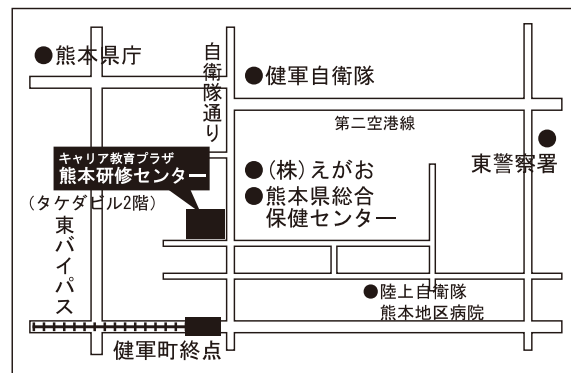 ●熊本県庁
自衛隊通り
●健軍自衛隊
第二空港線
キャリア教育プラザ
熊本研修センター
(タケダビル2階)
●(株)えがお
●熊本県総合
保健センター
●
東警察署
東バイパス
●陸上自衛隊
熊本地区病院
健軍町終点